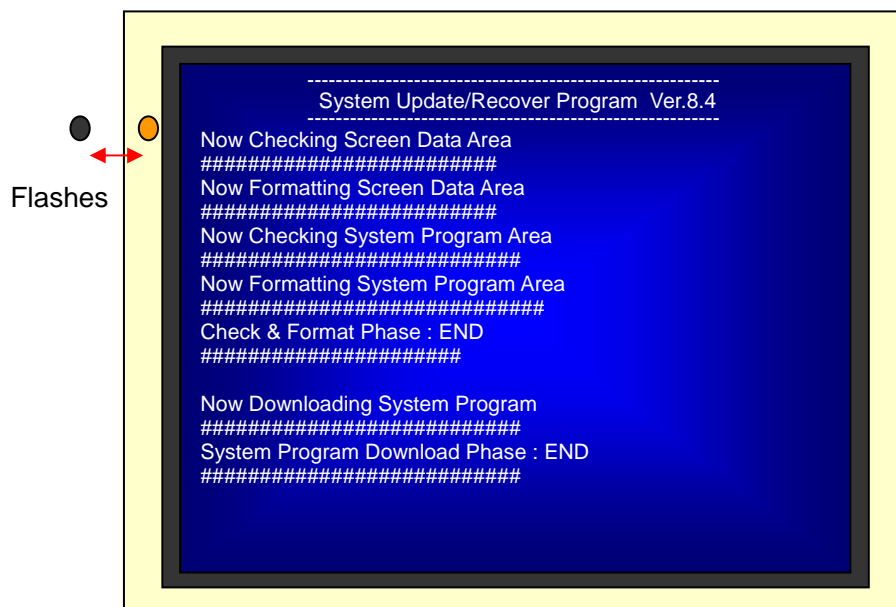 ----------------------------------------------------------
System Update/Recover Program  Ver.8.4
----------------------------------------------------------
Now Checking Screen Data Area
#########################
Now Formatting Screen Data Area
#########################
Flashes
Now Checking System Program Area
###########################
Now Formatting System Program Area
#############################
Check & Format Phase : END
######################
Now Downloading System Program
###########################
System Program Download Phase : END
###########################